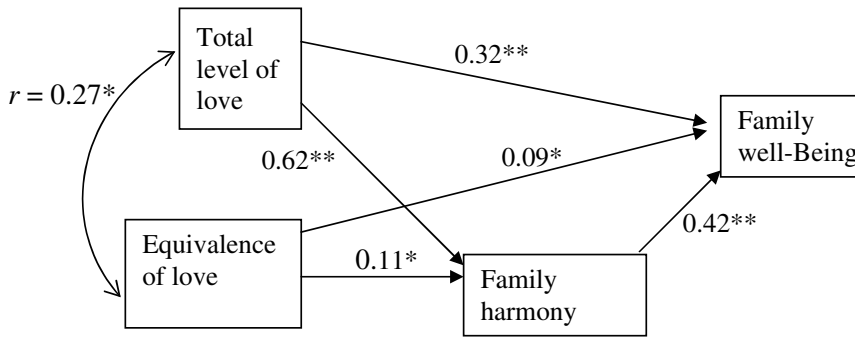 Total
level of
love
0.32**
r = 0.27*
Family
well-Being
0.62**
0.09*
Equivalence
of love
0.42**
0.11*
Family
harmony